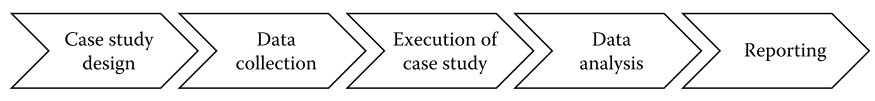 Case study
design
Data
collection
Execution of
case study
Data
analysis
Reporting